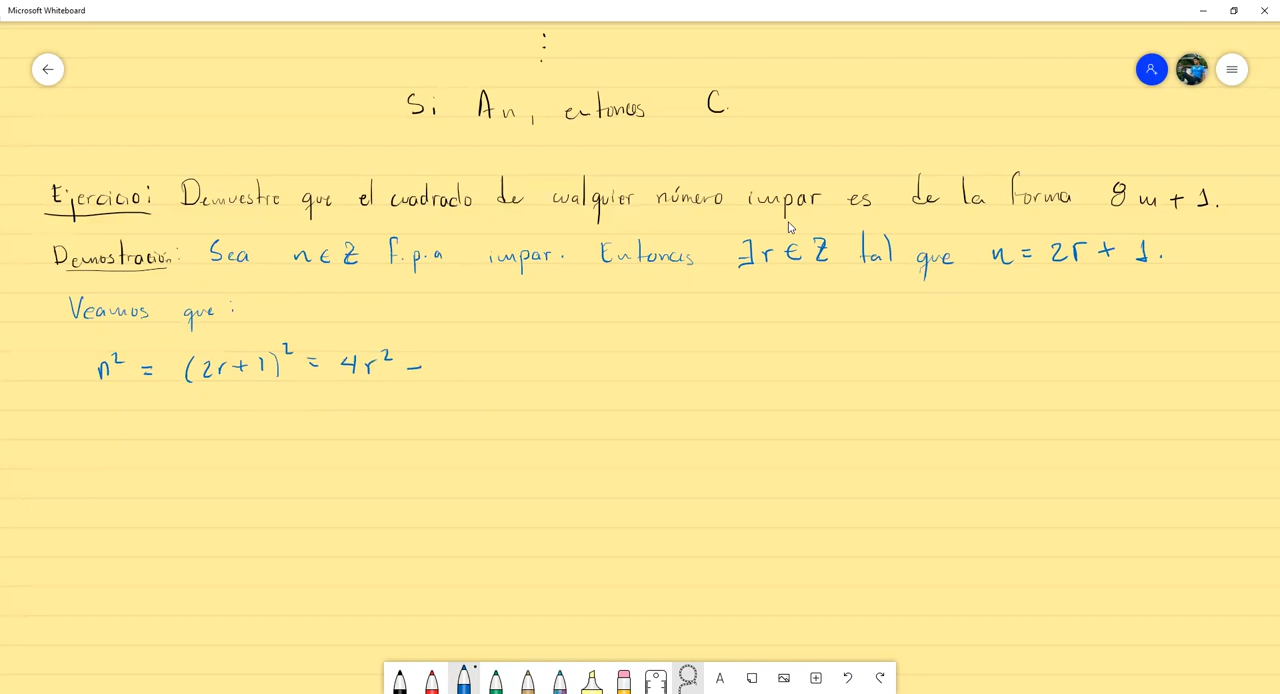 Microsoft Whiteboard
⋮
Si An, entonces C.
Ejercicio: Demuestre que el cuadrado de cualquier número impar es de la forma 8m+1.
Demostración: Sea n∈Z f.p.a impar. Entonces ∃r∈Z tal que n=2r+1.
Veamos que:
n² = (2r+1)² = 4r² -
A